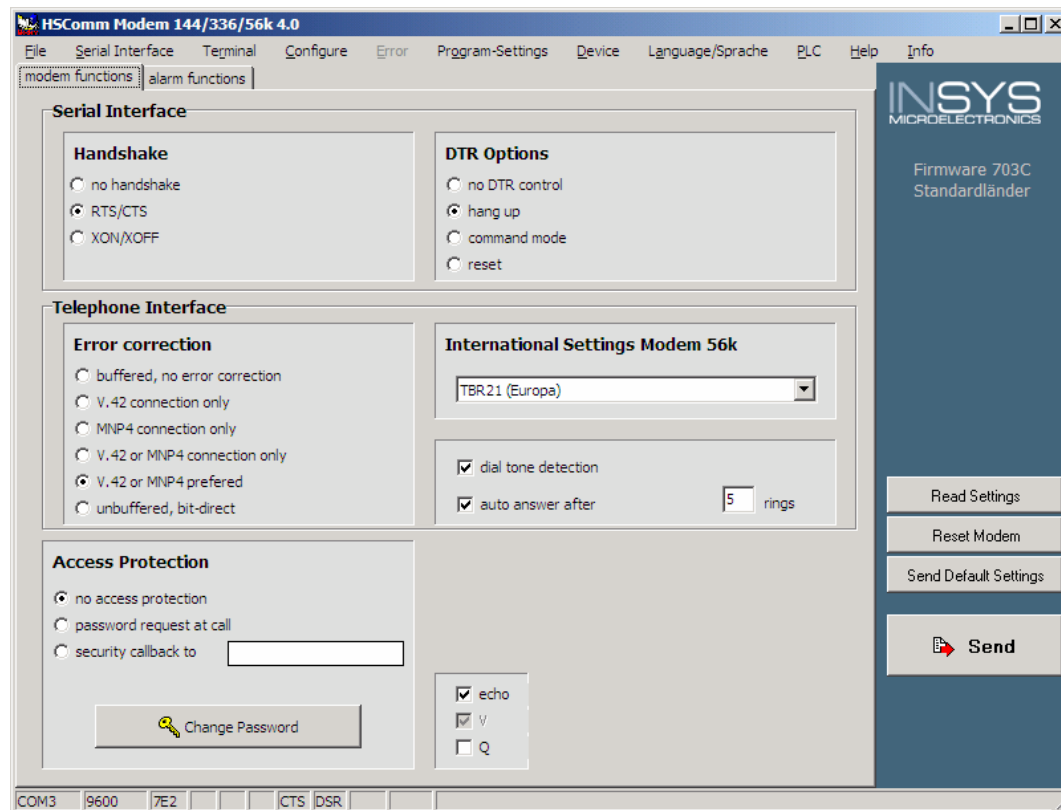 HSComm Modem 144/336/56k 4.0
File Serial Interface Terminal Configure Error Program-Settings Device Language/Sprache PLC Help Info
modem functions alarm functions
INSYS
MICROELECTRONICS
Firmware 703C
Standardländer
Serial Interface
Handshake
no handshake
RTS/CTS
XON/XOFF
DTR Options
no DTR control
hang up
command mode
reset
Telephone Interface
Error correction
buffered, no error correction
V.42 connection only
MNP4 connection only
V.42 or MNP4 connection only
V.42 or MNP4 prefered
unbuffered, bit-direct
International Settings Modem 56k
TBR21 (Europa)
dial tone detection
auto answer after 5 rings
Access Protection
no access protection
password request at call
security callback to
Change Password
echo
V
Q
Read Settings
Reset Modem
Send Default Settings
Send
COM3 9600 7E2 CTS DSR